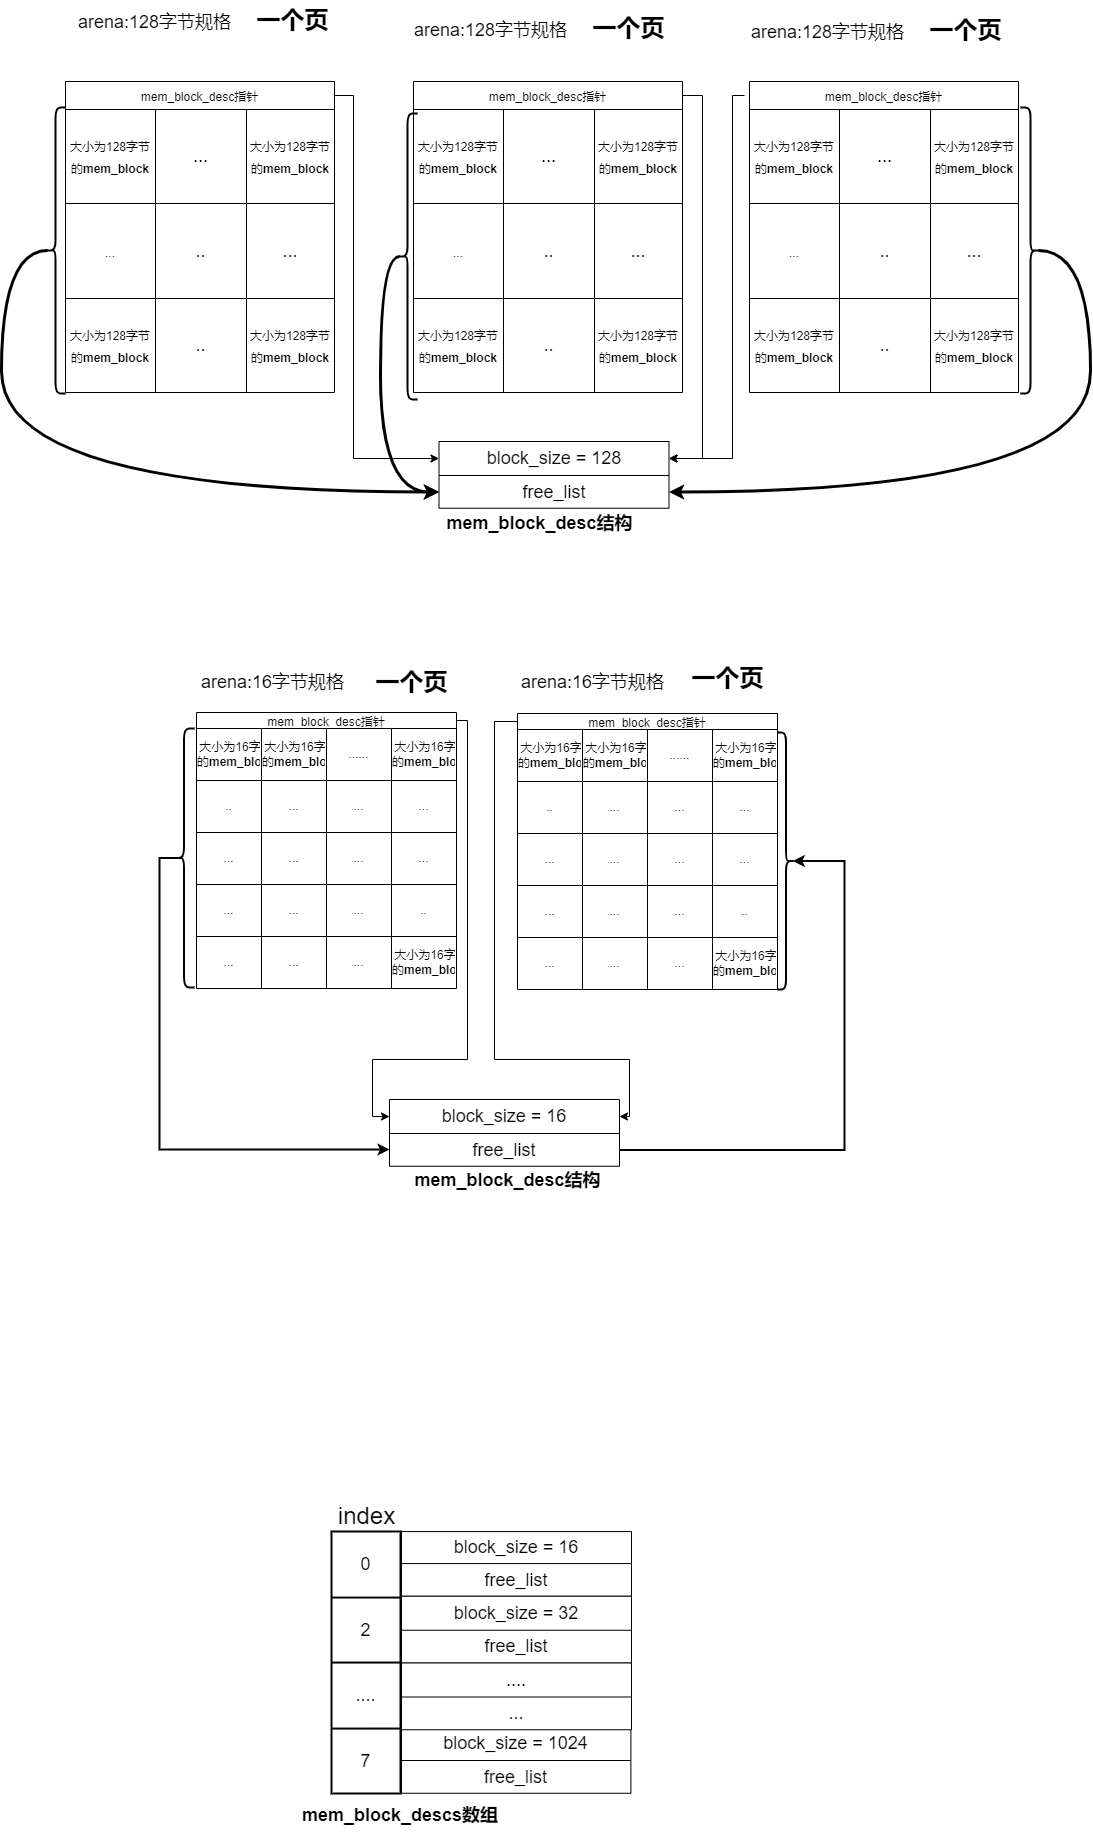 arena:128字节规格 一个页
arena:128字节规格 一个页
arena:128字节规格 一个页
mem_block_desc指针
mem_block_desc指针
mem_block_desc指针
大小为128字节
的mem_block
...
大小为128字节
的mem_block
大小为128字节
的mem_block
...
大小为128字节
的mem_block
大小为128字节
的mem_block
...
大小为128字节
的mem_block
... .. ...
... .. ...
... .. ...
大小为128字节
的mem_block
..
大小为128字节
的mem_block
大小为128字节
的mem_block
..
大小为128字节
的mem_block
大小为128字节
的mem_block
..
大小为128字节
的mem_block
block_size = 128
free_list
mem_block_desc结构
arena:16字节规格 一个页
arena:16字节规格 一个页
mem_block_desc指针
mem_block_desc指针
大小为16字
的mem_blo
大小为16字
的mem_bloc
......
大小为16字
的mem_blo
大小为16字
的mem_bloc
大小为16字
的mem_bloc
......
大小为16字
的mem_bloc
.. ... ... ...
.. ... ... ...
... ... ... ...
... ... ... ...
... ... ... ..
... ... ... ..
... ... ...
大小为16字
的mem_blo
... ... ...
大小为16字
的mem_blo
block_size = 16
free_list
mem_block_desc结构
index
0
block_size = 16
free_list
2
block_size = 32
free_list
....
....
...
7
block_size = 1024
free_list
mem_block_descs数组